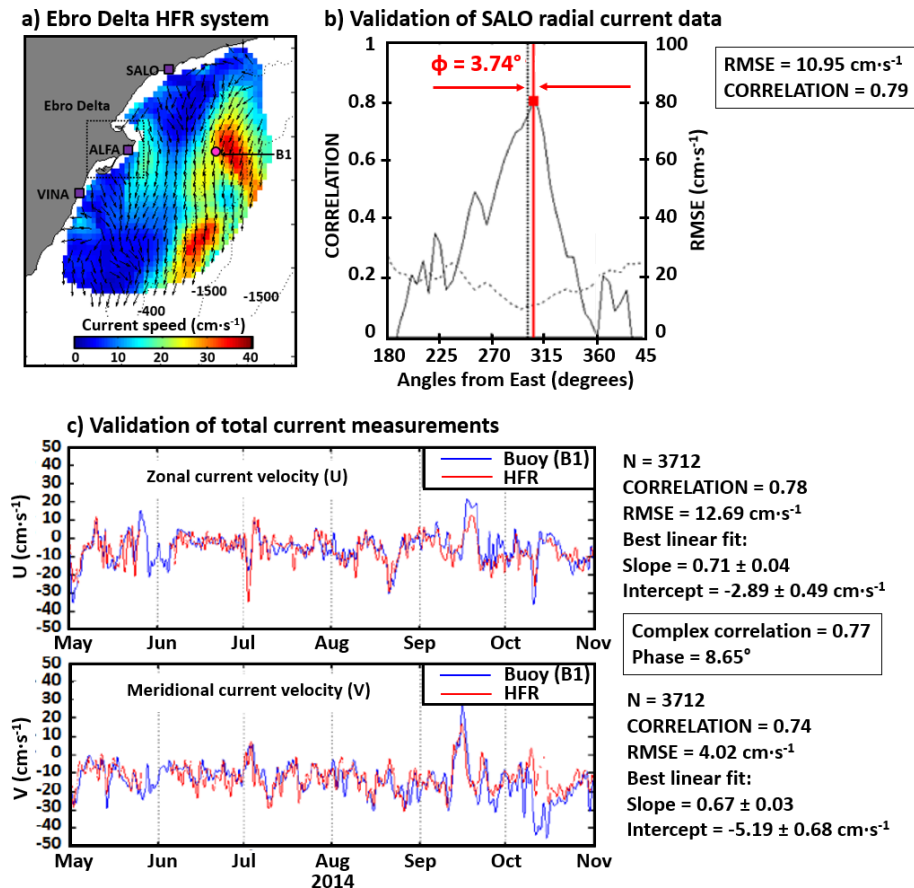 a) Ebro Delta HFR system
SALO
Ebro Delta
ALFA
B1
VINA
-1500
-1500
-400
Current speed (cm·s⁻¹)
0 10 20 30 40
b) Validation of SALO radial current data
1 100
ϕ = 3.74°
0.8 80
0.6 60
0.4 40
0.2 20
0 0
CORRELATION
RMSE (cm·s⁻¹)
180 225 270 315 360 45
Angles from East (degrees)
RMSE = 10.95 cm·s⁻¹
CORRELATION = 0.79
c) Validation of total current measurements
50
40
30
20
10
0
-10
-20
-30
-40
-50
U (cm·s⁻¹)
Zonal current velocity (U)
Buoy (B1)
HFR
May Jun Jul Aug Sep Oct Nov
N = 3712
CORRELATION = 0.78
RMSE = 12.69 cm·s⁻¹
Best linear fit:
Slope = 0.71 ± 0.04
Intercept = -2.89 ± 0.49 cm·s⁻¹
Complex correlation = 0.77
Phase = 8.65°
50
40
30
20
10
0
-10
-20
-30
-40
-50
V (cm·s⁻¹)
Meridional current velocity (V)
Buoy (B1)
HFR
May Jun Jul Aug Sep Oct Nov
2014
N = 3712
CORRELATION = 0.74
RMSE = 4.02 cm·s⁻¹
Best linear fit:
Slope = 0.67 ± 0.03
Intercept = -5.19 ± 0.68 cm·s⁻¹